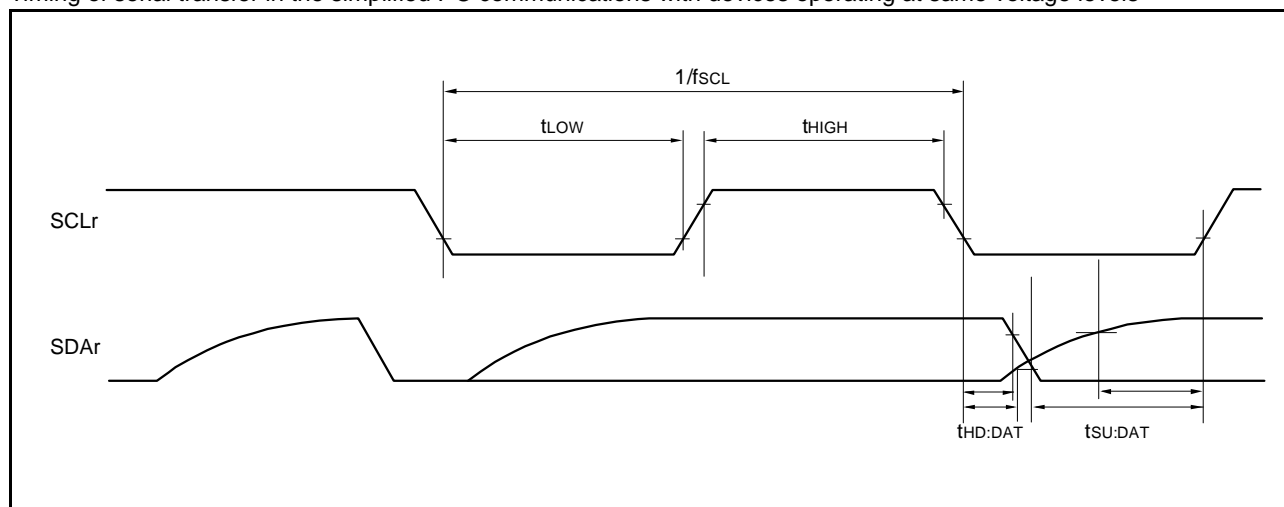 Timing of serial transfer in the simplified I²C communications with devices operating at same voltage levels
1/fSCL
tLOW
tHIGH
SCLr
SDAr
tHD:DAT
tSU:DAT